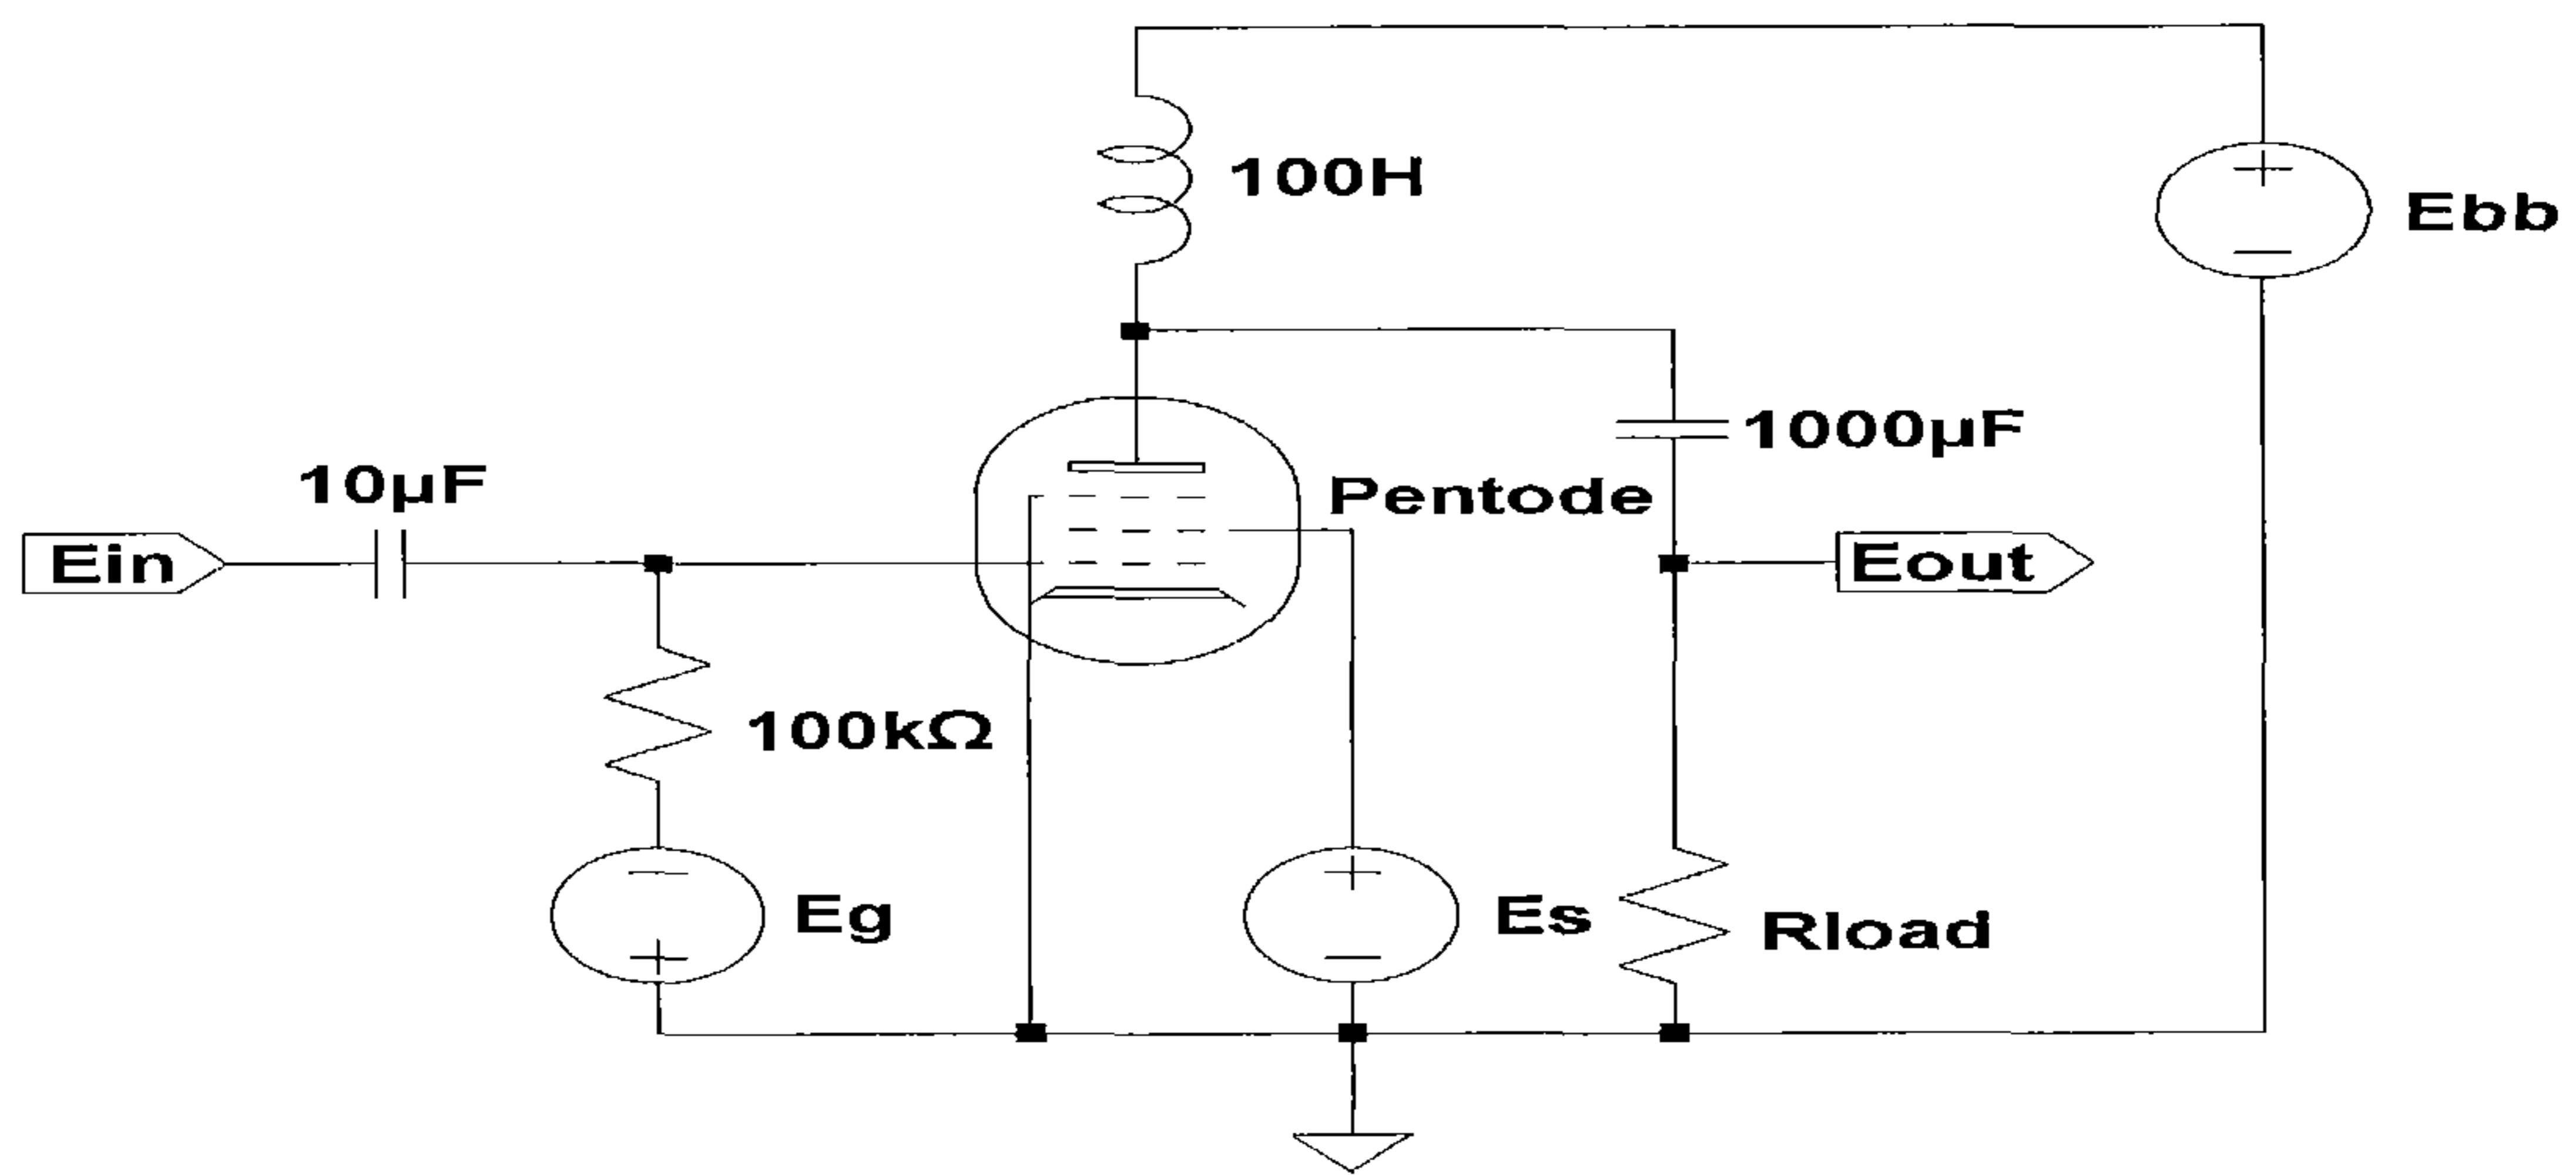 100H
Ebb
1000µF
Pentode
10µF
Ein
Eout
100kΩ
Eg
Es
Rload